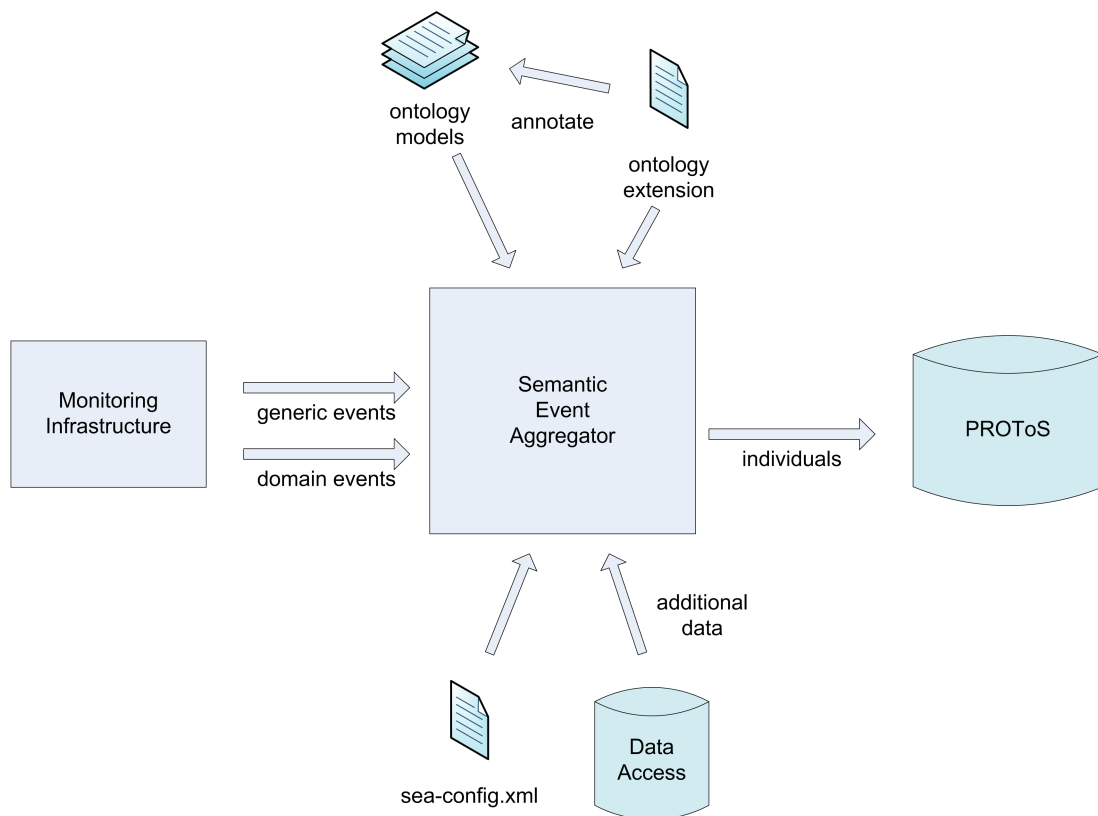 ontology
models
annotate
ontology
extension
Monitoring
Infrastructure
generic events
domain events
Semantic
Event
Aggregator
individuals
PROToS
additional
data
sea-config.xml
Data
Access